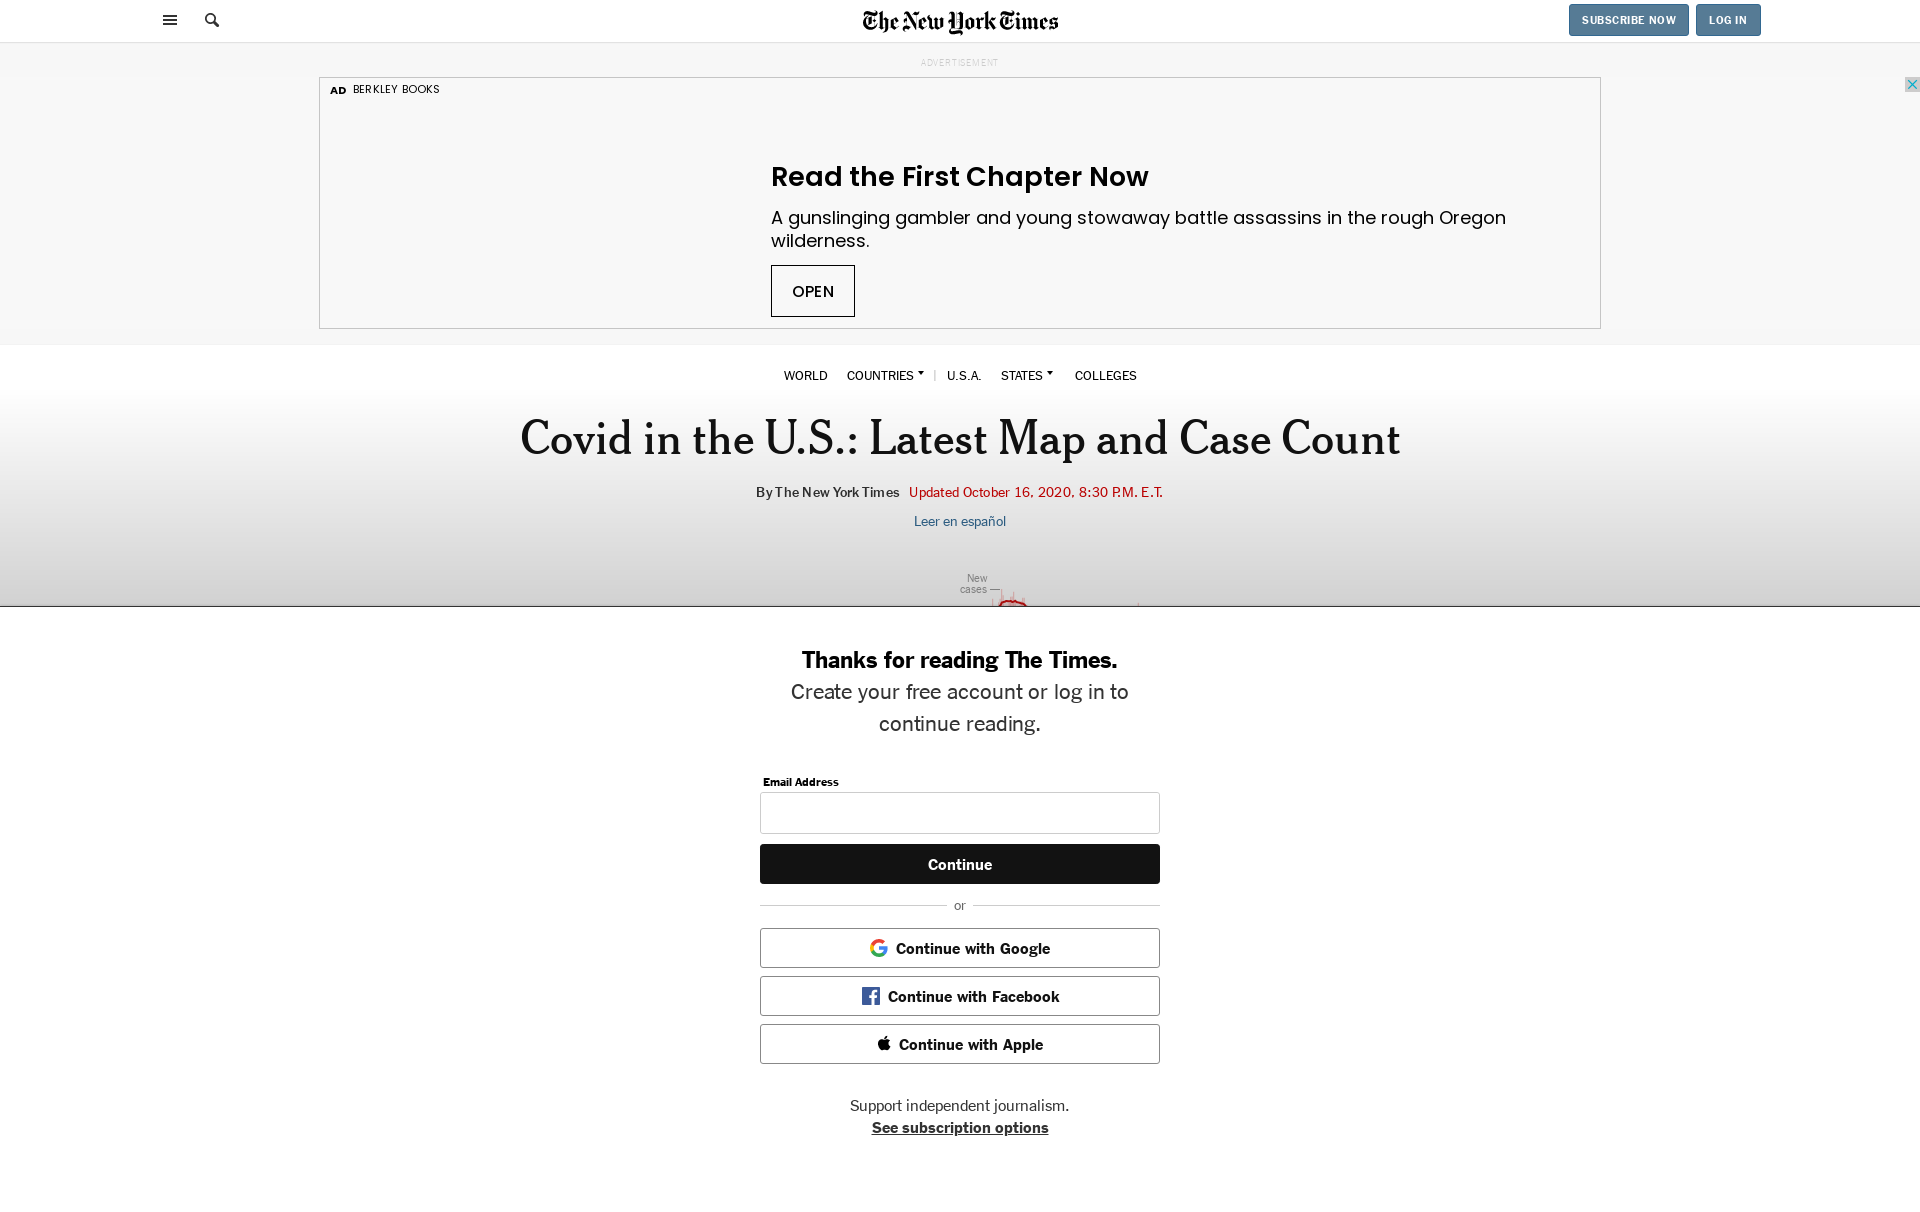 The New York Times
SUBSCRIBE NOW
LOG IN
ADVERTISEMENT
AD BERKLEY BOOKS
Read the First Chapter Now
A gunslinging gambler and young stowaway battle assassins in the rough Oregon
wilderness.
OPEN
WORLD COUNTRIES | U.S.A. STATES COLLEGES
Covid in the U.S.: Latest Map and Case Count
By The New York Times Updated October 16, 2020, 8:30 P.M. E.T.
Leer en español
New
cases
Thanks for reading The Times.
Create your free account or log in to
continue reading.
Email Address
Continue
or
Continue with Google
Continue with Facebook
Continue with Apple
Support independent journalism.
See subscription options